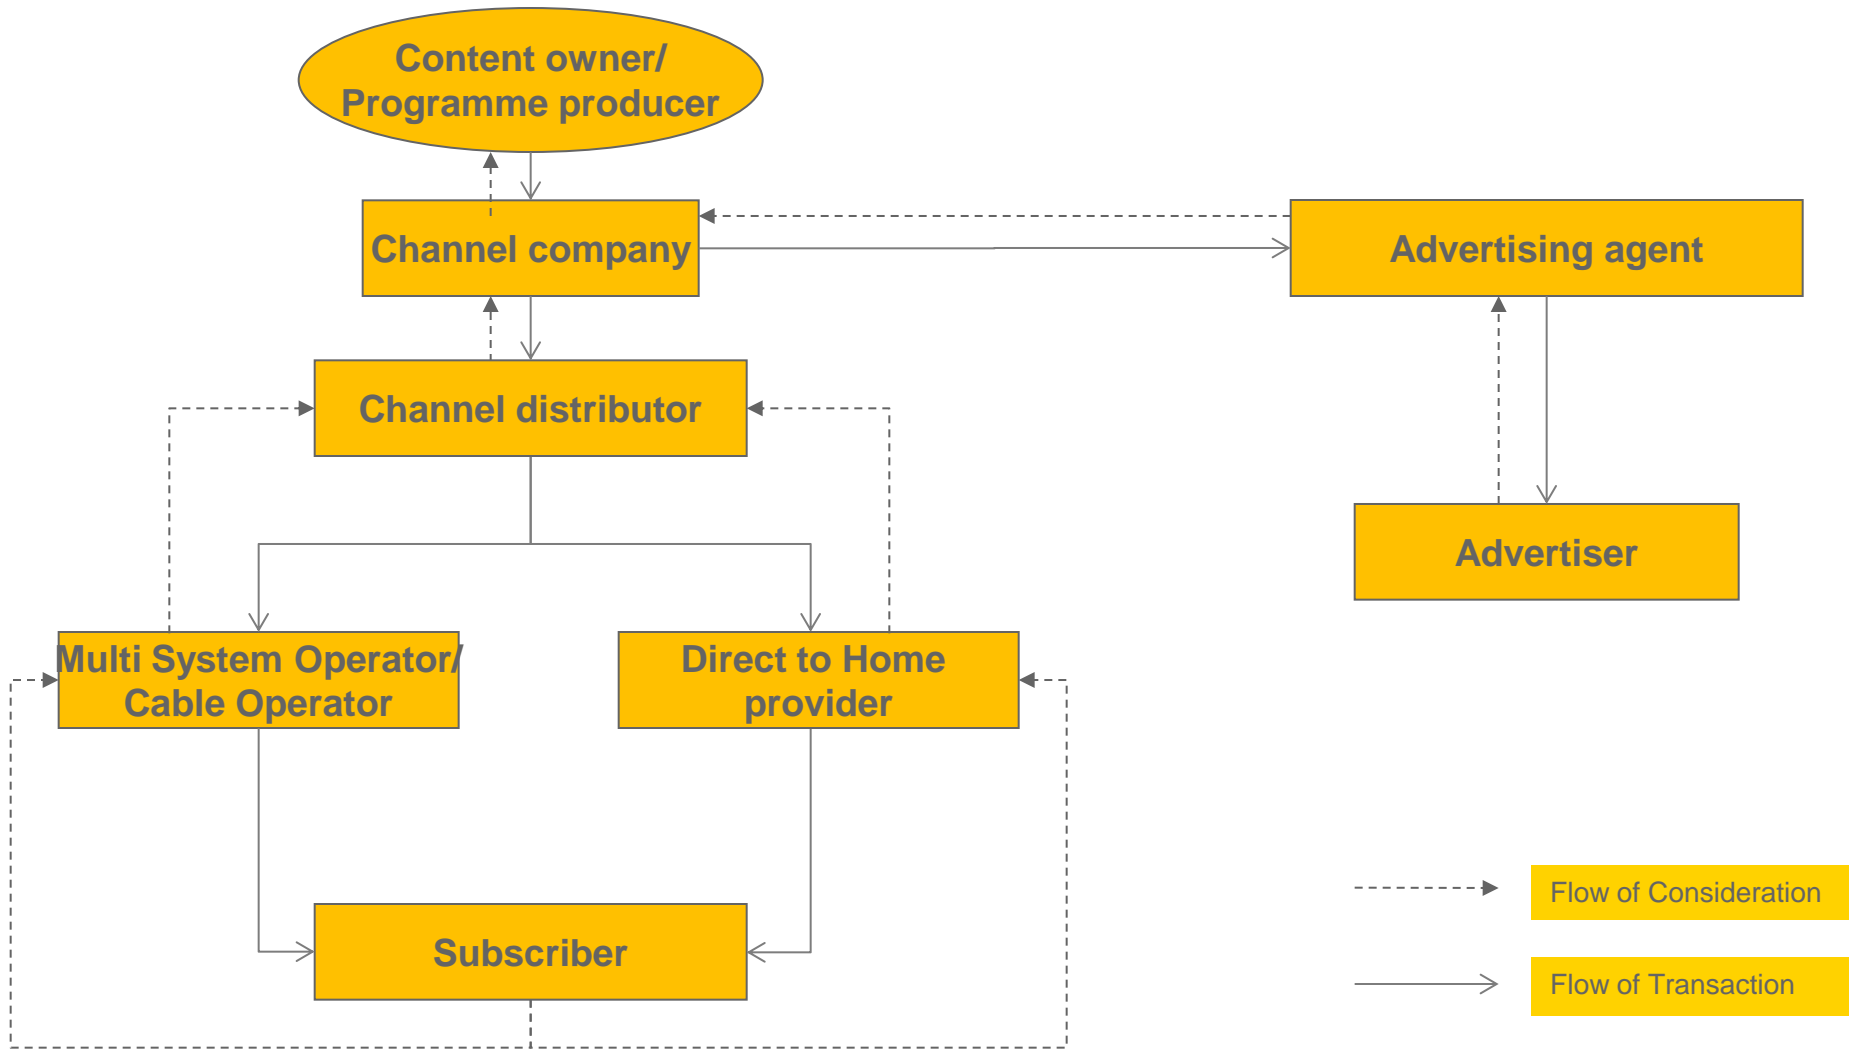 Content owner/
Programme producer
Channel company
Advertising agent
Channel distributor
Advertiser
Multi System Operator/
Cable Operator
Direct to Home
provider
Flow of Consideration
Subscriber
Flow of Transaction